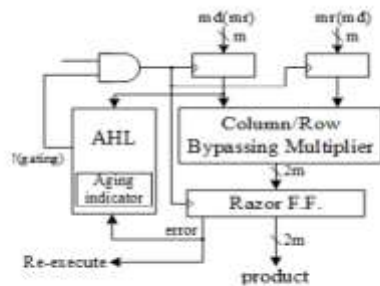 md(mr)
mr(md)
m
m
AHL
Aging
indicator
!(gating)
Column/Row
Bypassing Multiplier
2m
Razor F.F.
error
2m
Re-execute
product